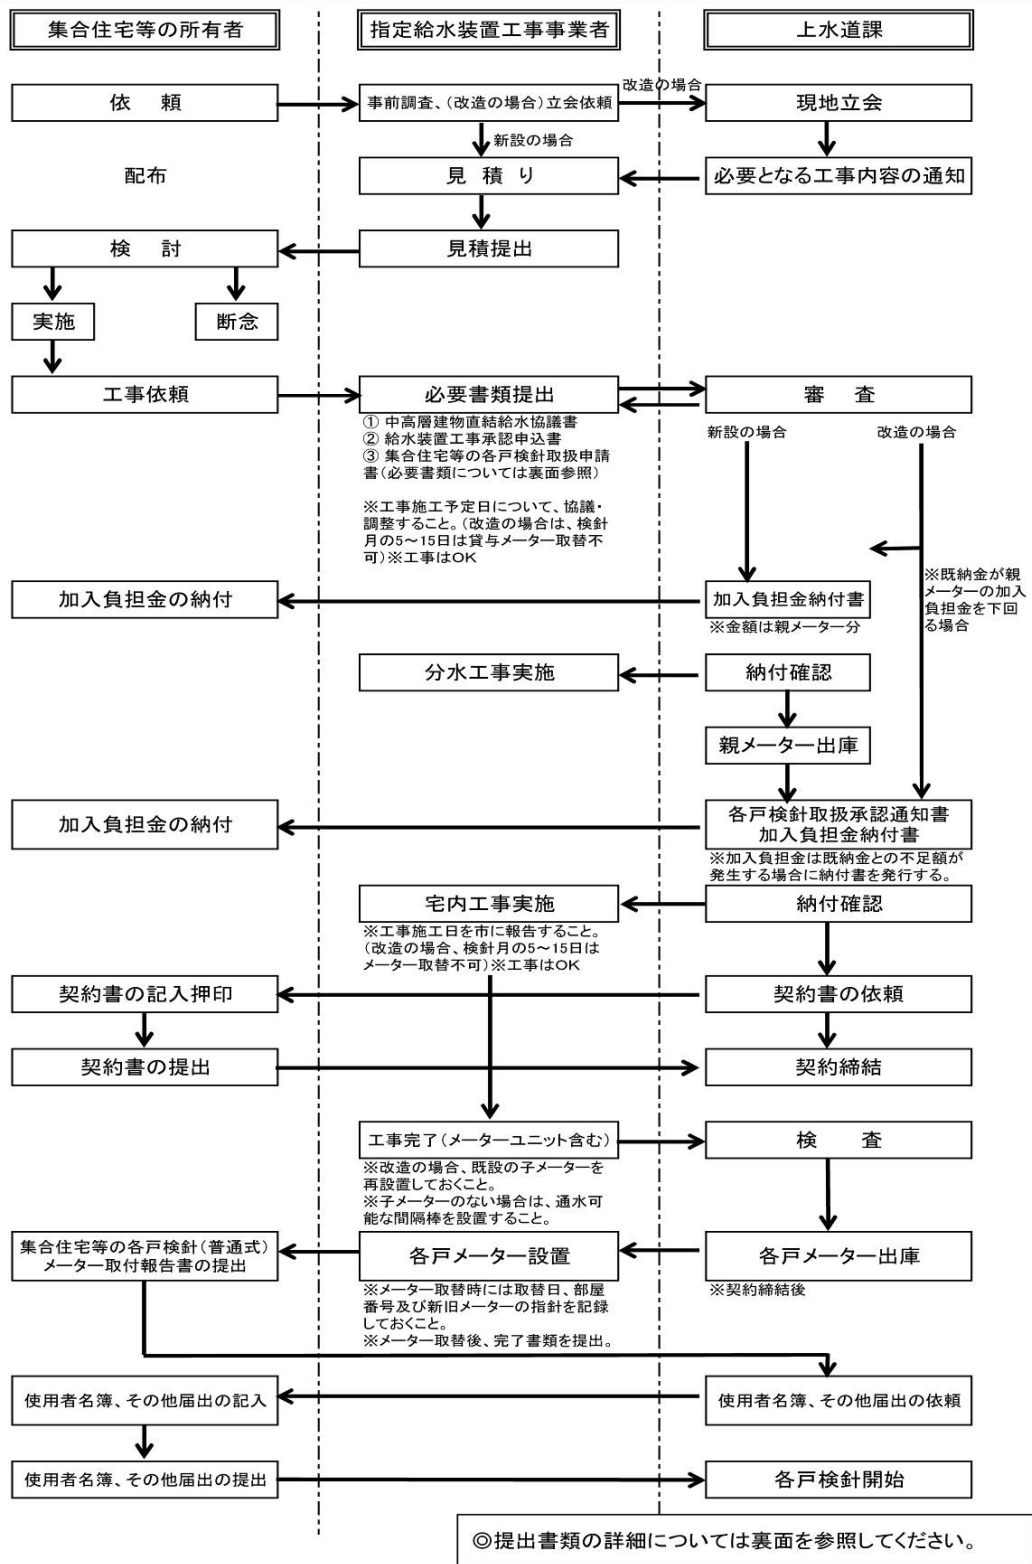 集合住宅等の所有者
指定給水装置工事事業者
上水道課
依 頼
事前調査、(改造の場合)立会依頼
改造の場合
現地立会
新設の場合
配布
見 積 り
必要となる工事内容の通知
検 討
見積提出
実施
断念
工事依頼
必要書類提出
審 査
① 中高層建物直結給水協議書
② 給水装置工事承認申込書
③ 集合住宅等の各戸検針取扱申請
書(必要書類については裏面参照)
※工事施工予定日について、協議・
調整すること。(改造の場合は、検針
月の5～15日は貸与メーター取替不
可)※工事はOK
新設の場合
改造の場合
※既納金が親
メーターの加入
負担金を下回
る場合
加入負担金の納付
加入負担金納付書
※金額は親メーター分
分水工事実施
納付確認
親メーター出庫
加入負担金の納付
各戸検針取扱承認通知書
加入負担金納付書
※加入負担金は既納金との不足額が
発生する場合に納付書を発行する。
宅内工事実施
納付確認
※工事施工日を市に報告すること。
(改造の場合、検針月の5～15日は
メーター取替不可)※工事はOK
契約書の記入押印
契約書の依頼
契約書の提出
契約締結
工事完了(メーターユニット含む)
検 査
※改造の場合、既設の子メーターを
再設置しておくこと。
※子メーターのない場合は、通水可
能な間隔棒を設置すること。
集合住宅等の各戸検針(普通式)
メーター取付報告書の提出
各戸メーター設置
各戸メーター出庫
※契約締結後
※メーター取替時には取替日、部屋
番号及び新旧メーターの指針を記録
しておくこと。
※メーター取替後、完了書類を提出。
使用者名簿、その他届出の記入
使用者名簿、その他届出の依頼
使用者名簿、その他届出の提出
各戸検針開始
◎提出書類の詳細については裏面を参照してください。